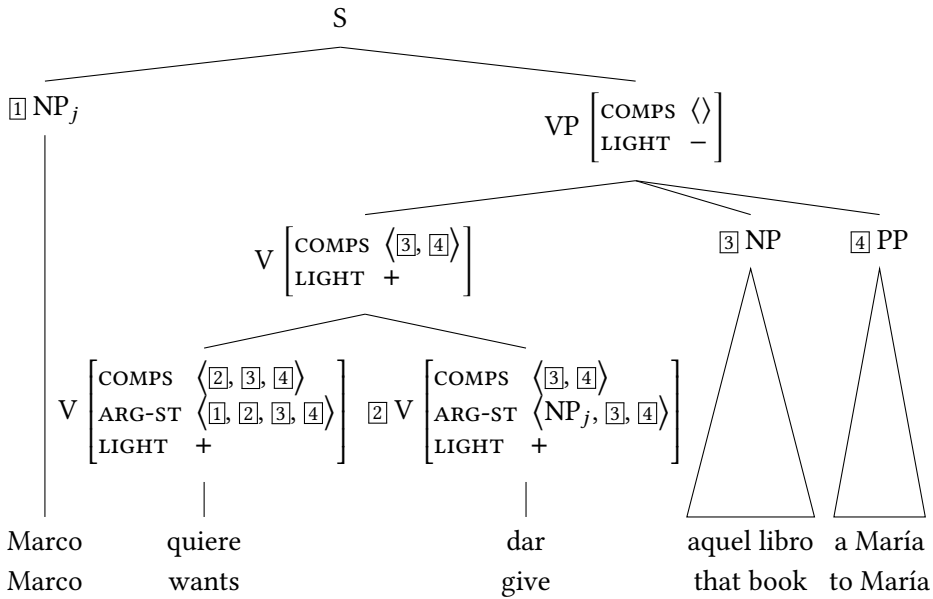 S
1 NP_j
VP [COMPS ⟨⟩
LIGHT −]
V [COMPS ⟨3, 4⟩
LIGHT +]
3 NP
4 PP
V [COMPS ⟨2, 3, 4⟩
ARG-ST ⟨1, 2, 3, 4⟩
LIGHT +]
2 V [COMPS ⟨3, 4⟩
ARG-ST ⟨NP_j, 3, 4⟩
LIGHT +]
Marco quiere dar aquel libro a María
Marco wants give that book to María